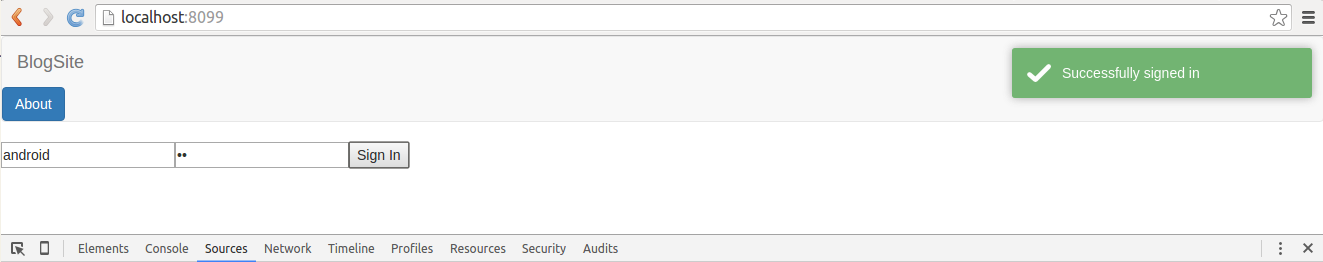 localhost:8099
BlogSite
Successfully signed in
About
android •• Sign In
Elements Console Sources Network Timeline Profiles Resources Security Audits